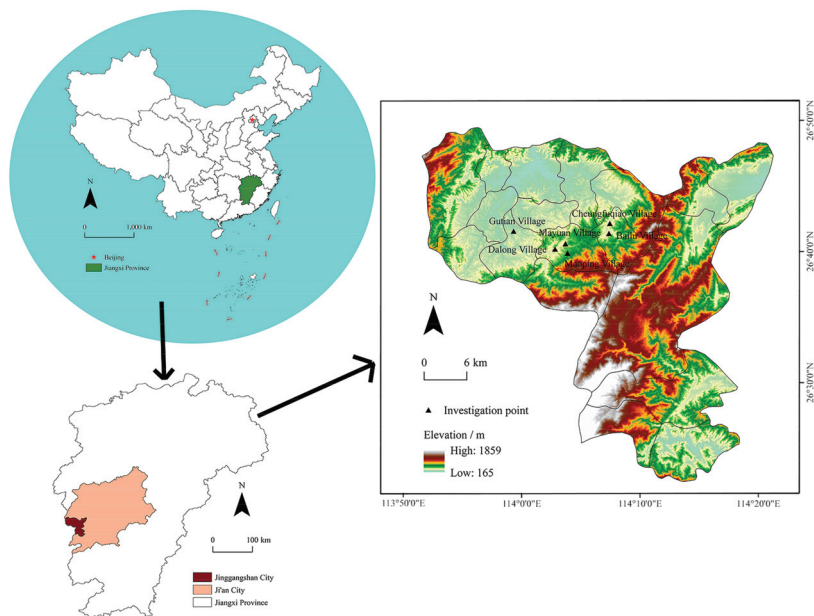 N
0
1,000 km
Beijing
Jiangxi Province
N
0
100 km
Jinggangshan City
Ji'an City
Jiangxi Province
26°50'0"N
26°40'0"N
26°30'0"N
Cheungfuqiao Village
Gutian Village
Mayuan Village
Dalong Village
Maoping Village
N
0
6 km
Investigation point
Elevation / m
High: 1859
Low: 165
113°50'0"E
114°0'0"E
114°10'0"E
114°20'0"E